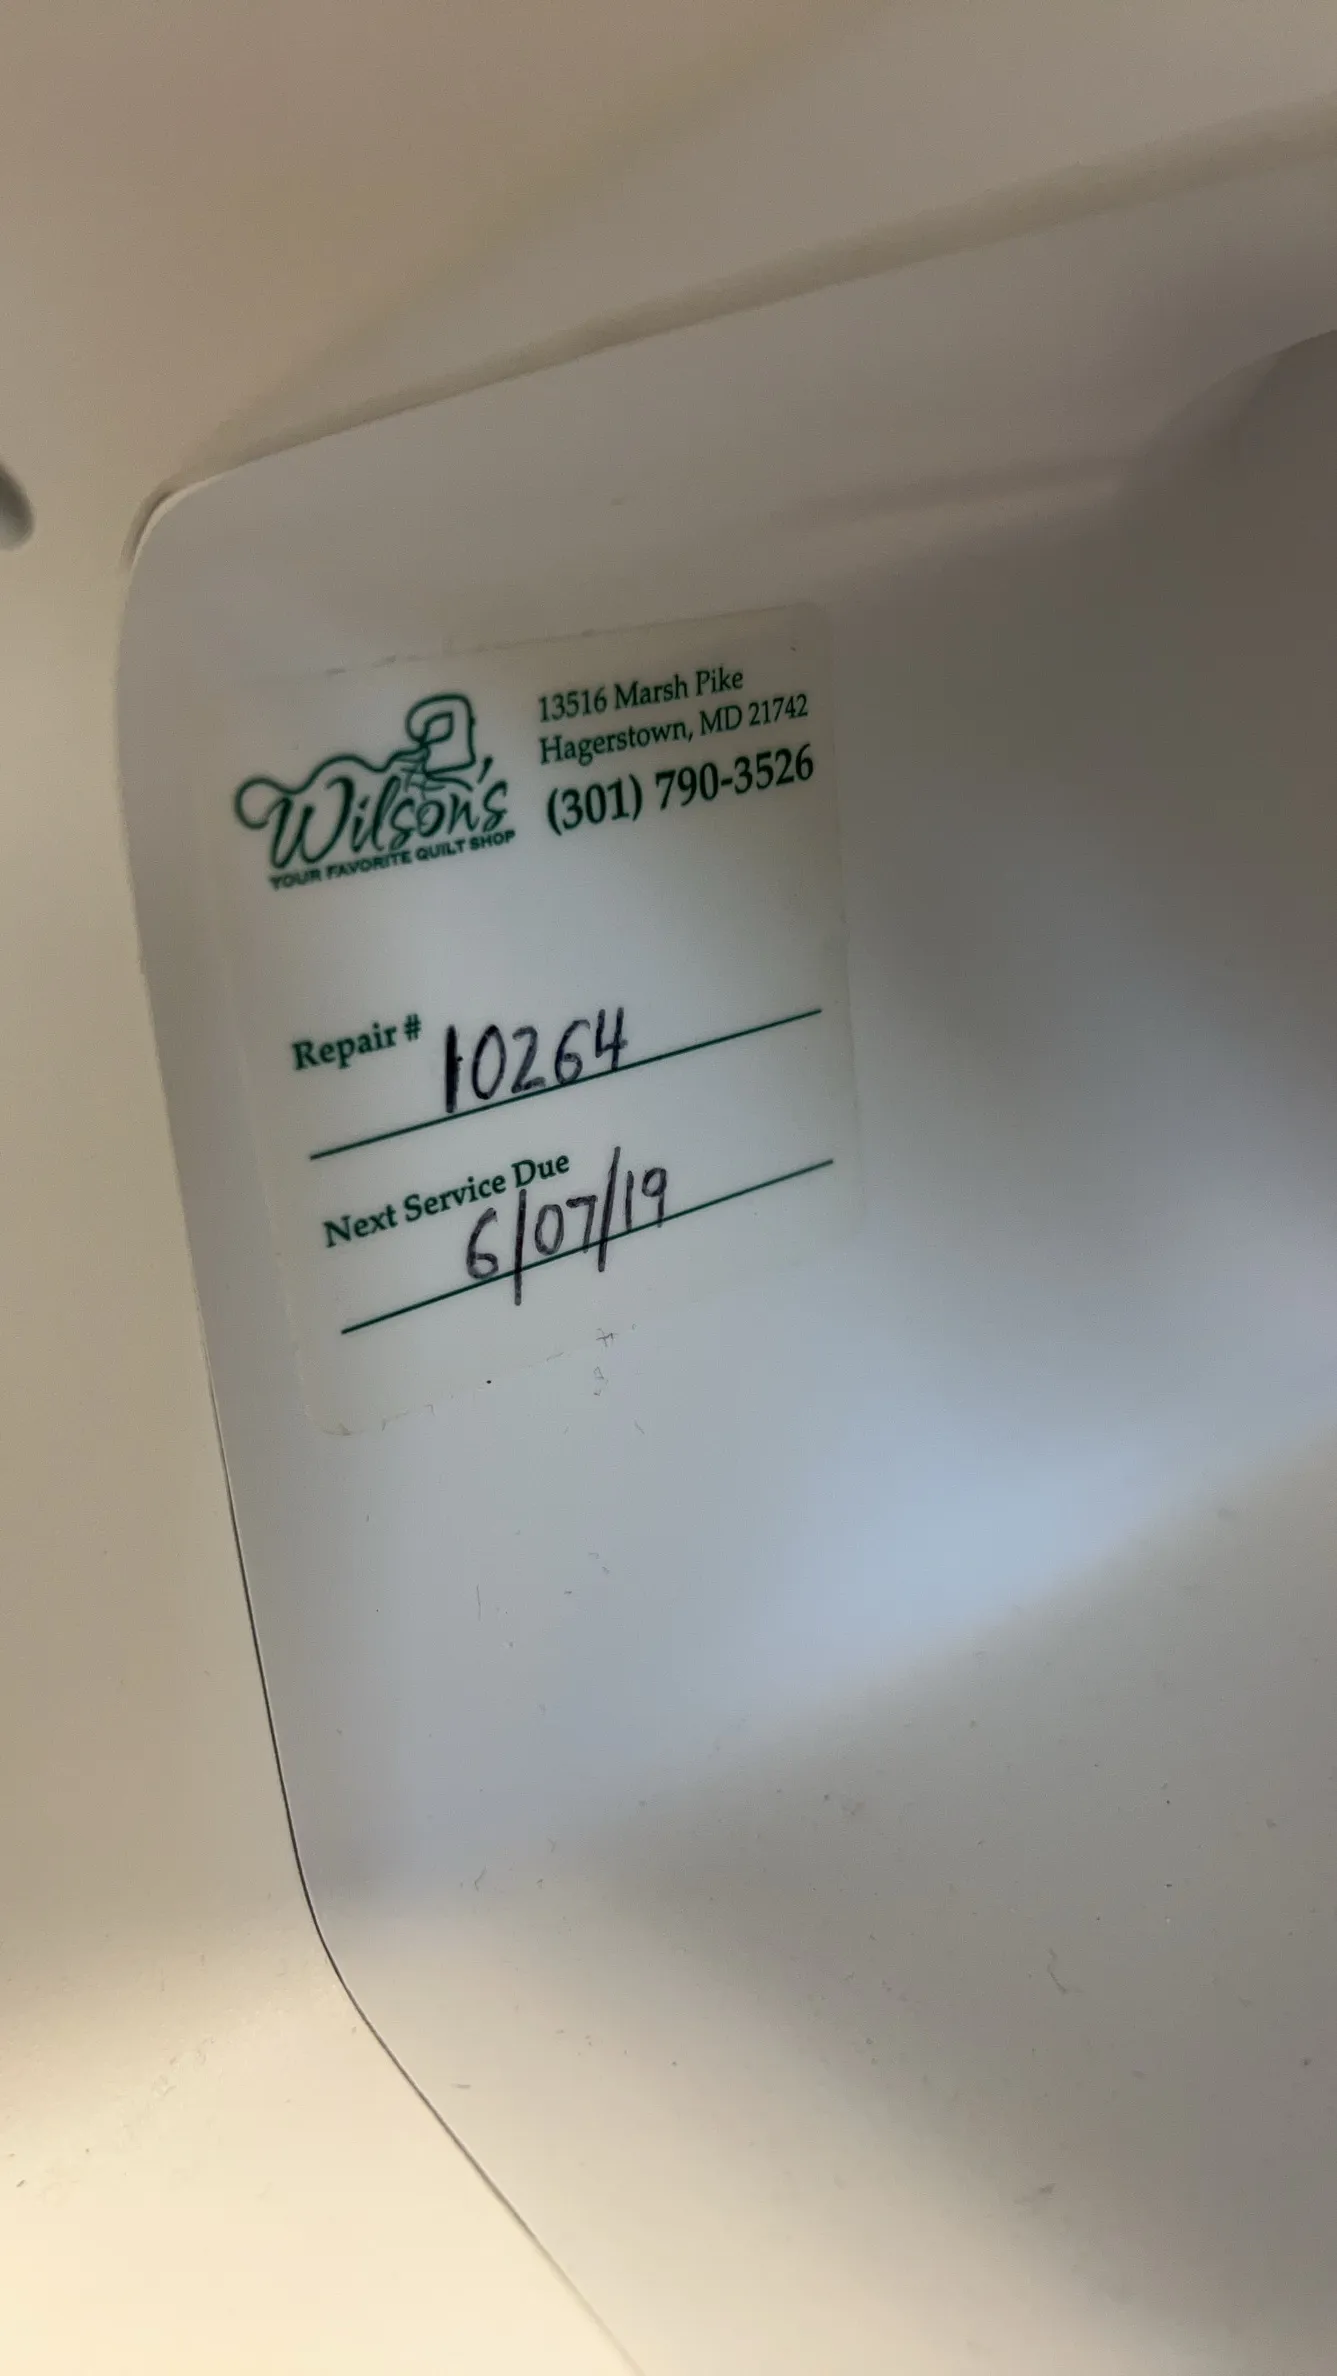 Wilson's
YOUR FAVORITE QUILT SHOP
13516 Marsh Pike
Hagerstown, MD 21742
(301) 790-3526
Repair # 10264
Next Service Due
6/07/19